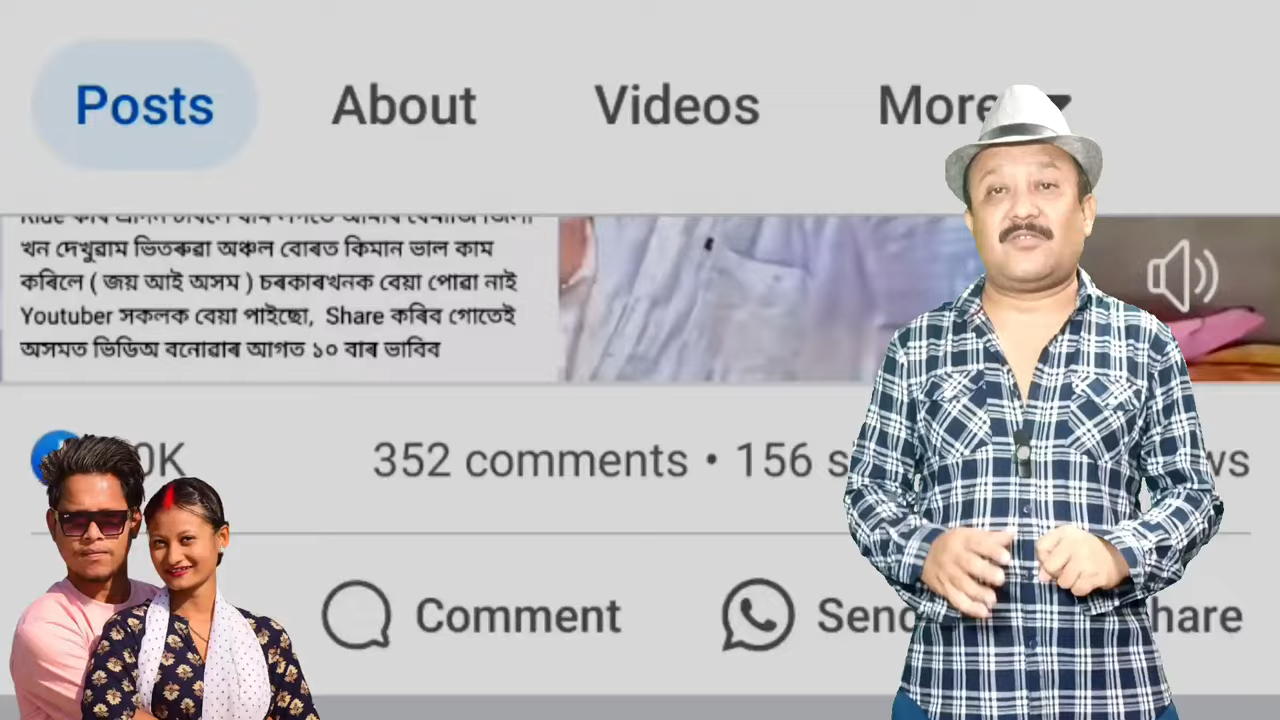 Posts About Videos More
খন দেখুৱাম ভিতৰুৱা অঞ্চল বোৰত কিমান ভাল কাম
কৰিলে ( জয় আই অসম ) চৰকাৰখনক বেয়া পোৱা নাই
Youtuber সকলক বেয়া পাইছো, Share কৰিব গোতেই
অসমত ভিডিঅ বনোৱাৰ আগত ১০ বাৰ ভাবিব
352 comments • 156
Comment